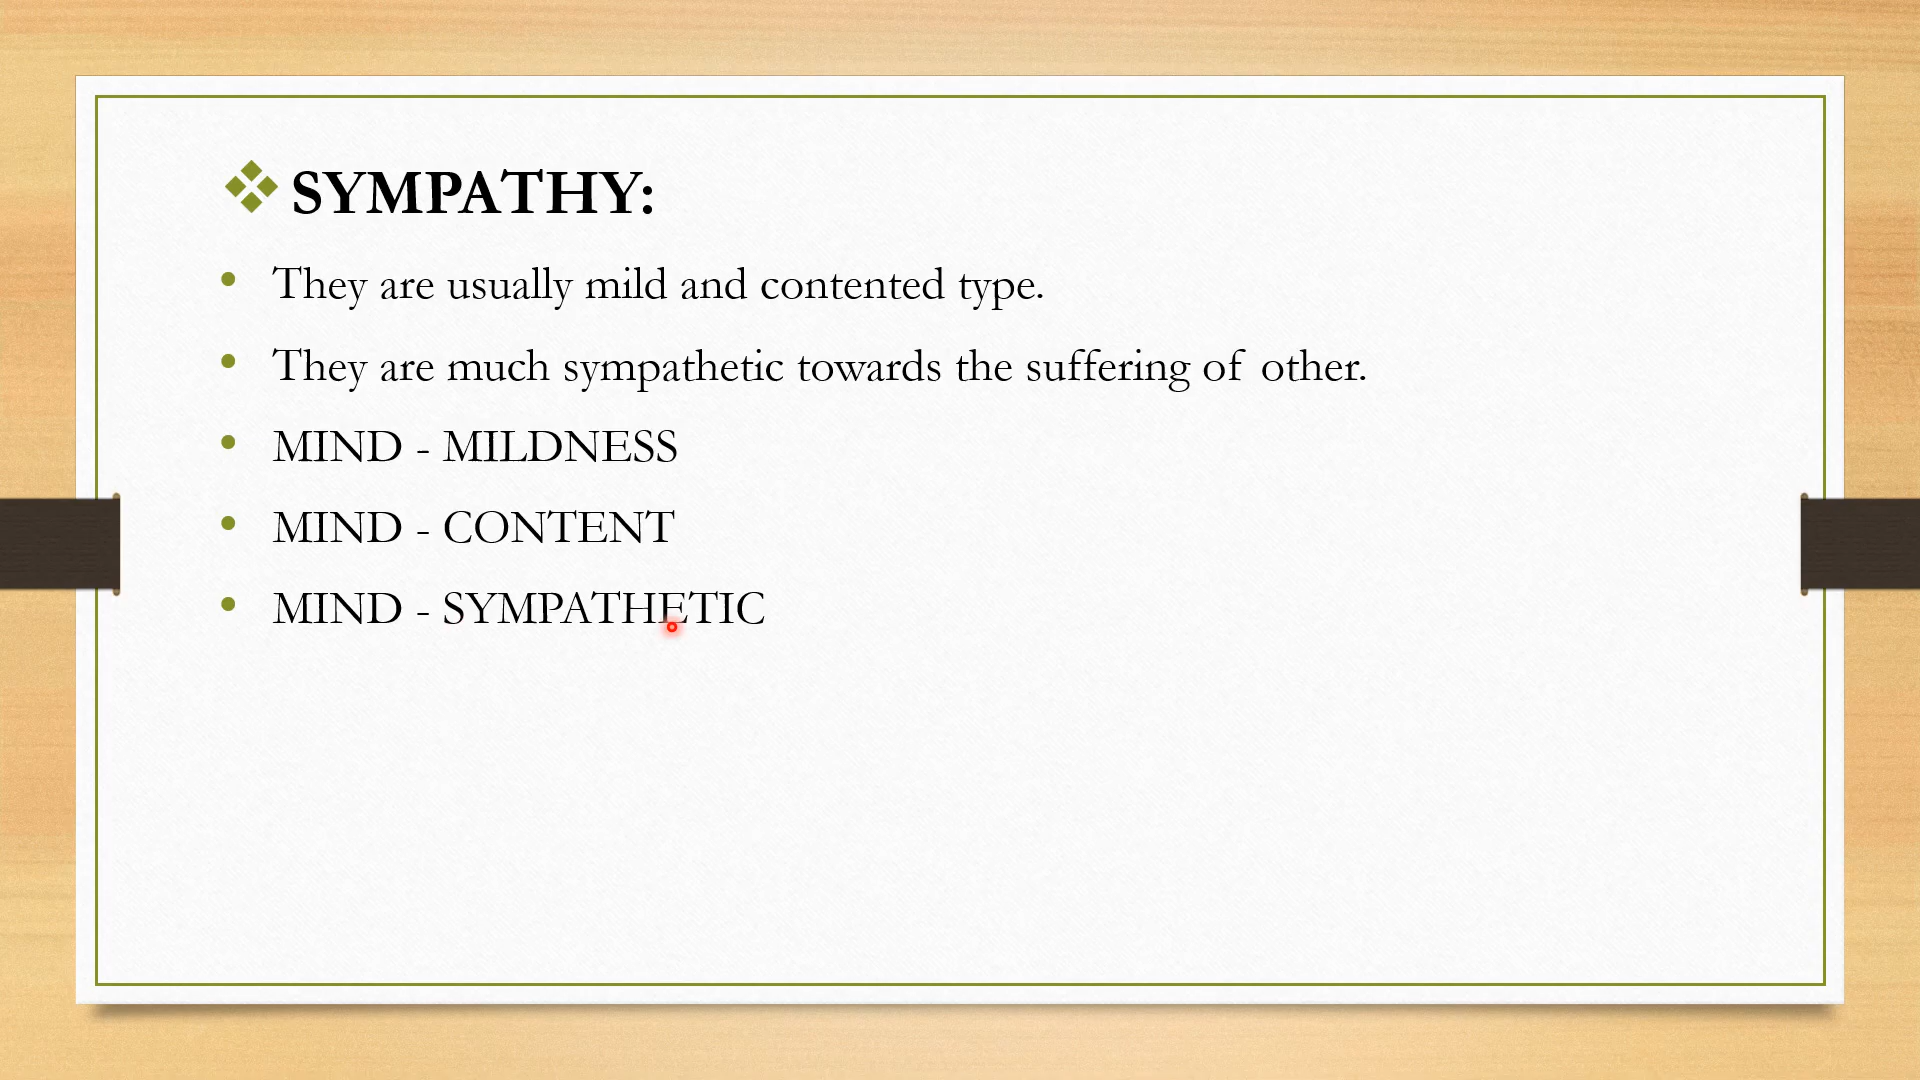 SYMPATHY:
They are usually mild and contented type.
They are much sympathetic towards the suffering of other.
MIND - MILDNESS
MIND - CONTENT
MIND - SYMPATHETIC